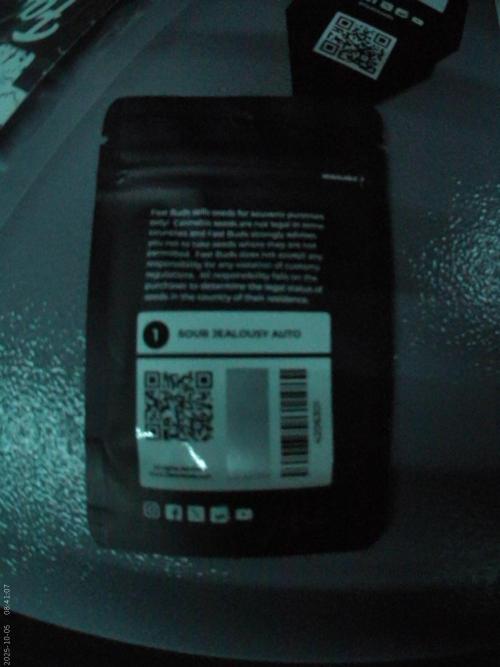 Fast Buds sells seeds for souvenir purposes
only! Cannabis seeds are not legal in some
countries and Fast Buds strongly advises
you not to take seeds where they are not
permitted. Fast Buds does not accept any
responsibility for any violation of customs
regulations. All responsibility falls on the
purchaser to determine the legal status of
seeds in the country of their residence.
1 SOUR JEALOUSY AUTO
2025-10-05 08:41:07